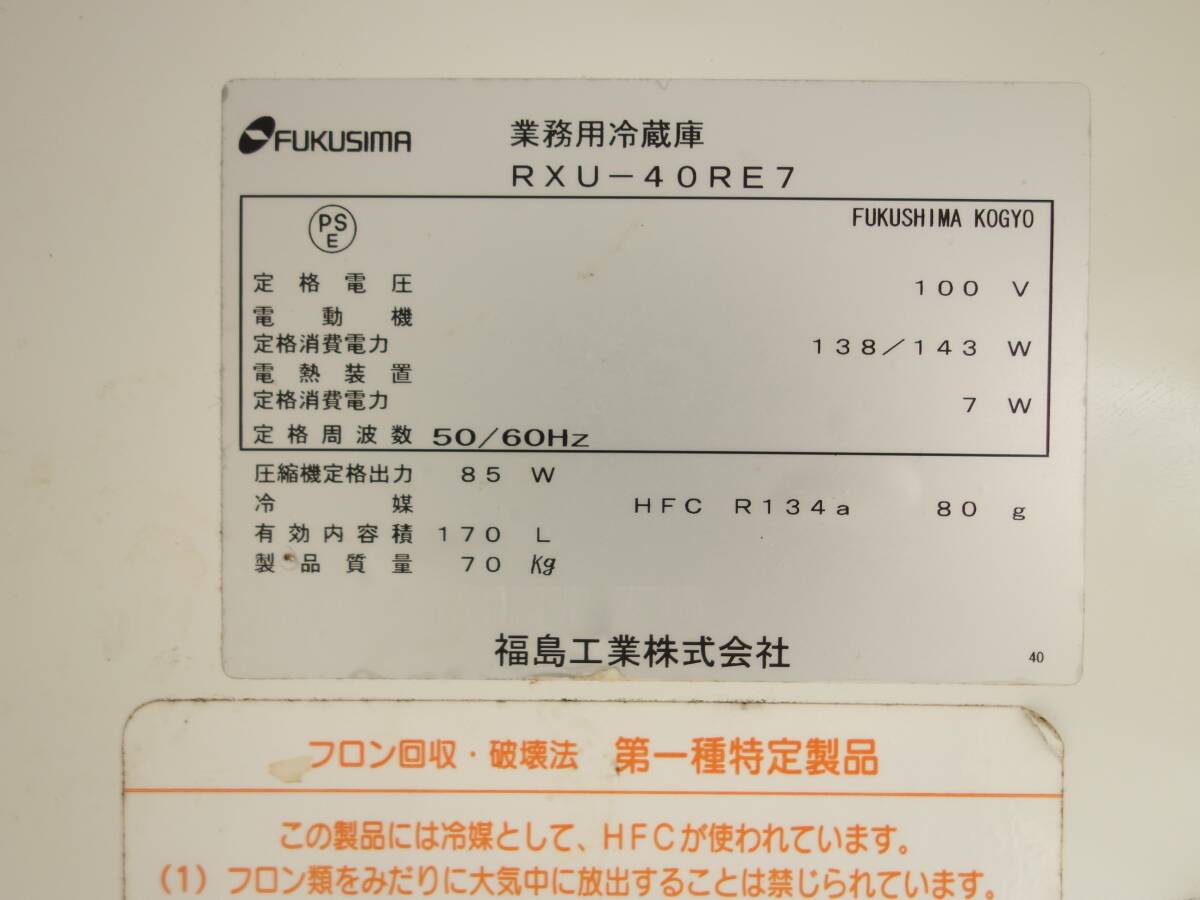 FUKUSIMA 業務用冷蔵庫
RXU-40RE7
PSE FUKUSHIMA KOGYO
定格電圧 100 V
電動機
定格消費電力 138/143 W
電熱装置
定格消費電力 7 W
定格周波数 50/60Hz
圧縮機定格出力 85 W
冷媒 HFC R134a 80 g
有効内容積 170 L
製品質量 70 Kg
福島工業株式会社 40
フロン回収・破壊法 第一種特定製品
この製品には冷媒として、HFCが使われています。
(1) フロン類をみだりに大気中に放出することは禁じられています。